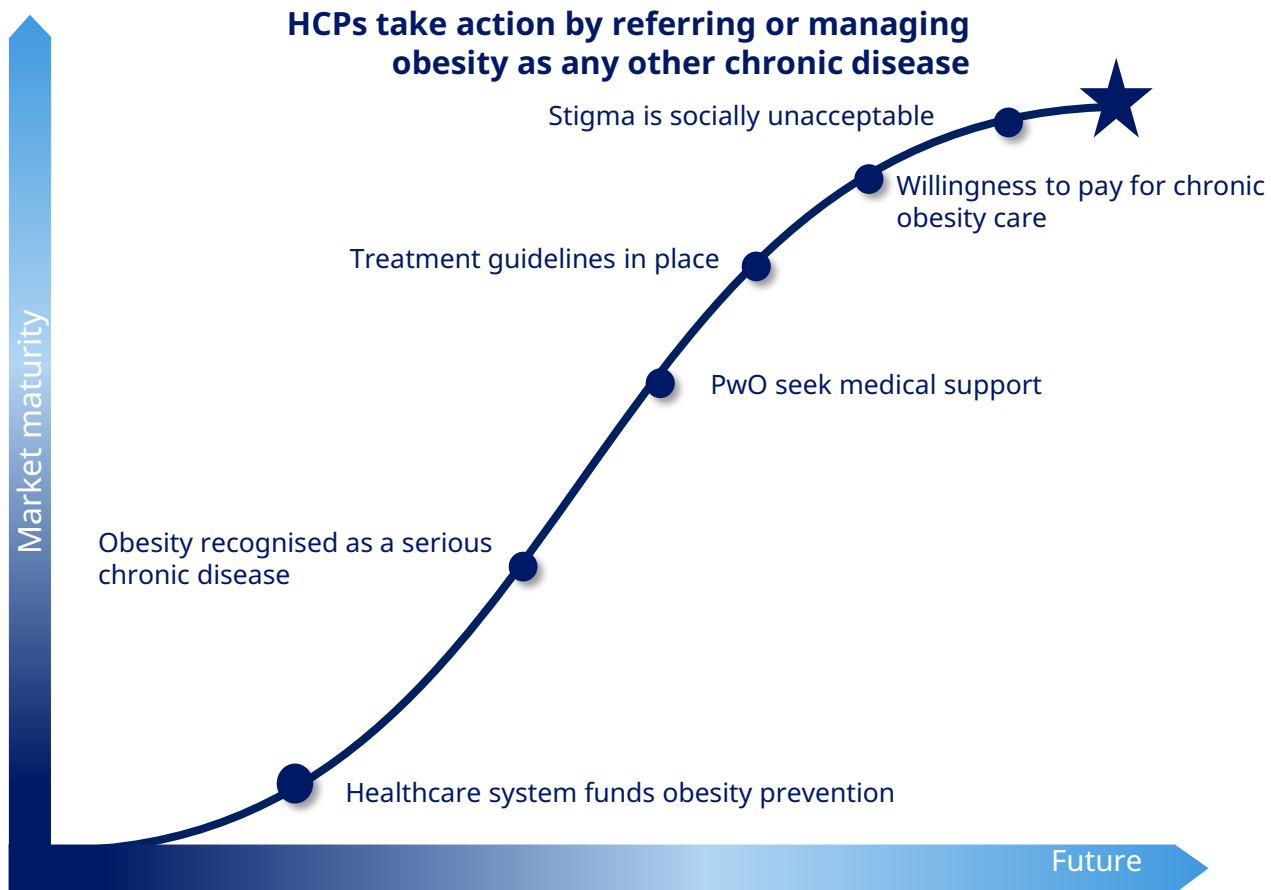 HCPs take action by referring or managing
obesity as any other chronic disease
Stigma is socially unacceptable
Willingness to pay for chronic
obesity care
Treatment guidelines in place
PwO seek medical support
Market maturity
Obesity recognised as a serious
chronic disease
Healthcare system funds obesity prevention
Future